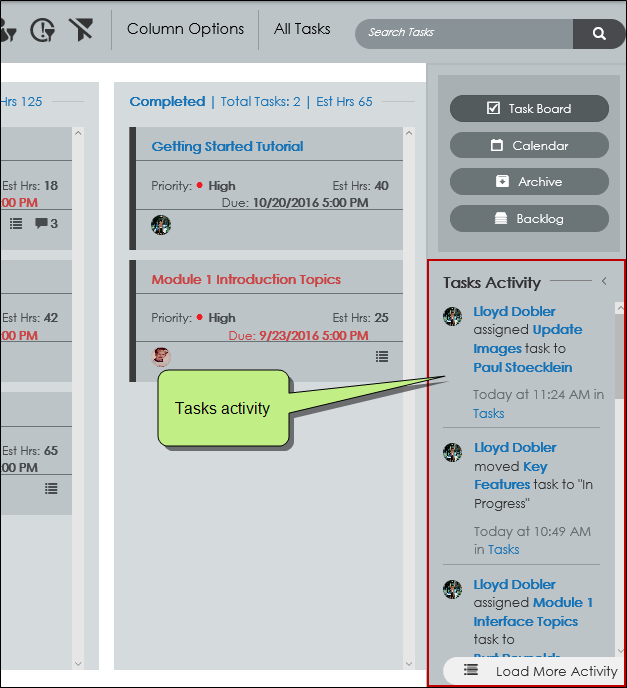 Column Options
All Tasks
Search Tasks
Hrs 125
Est Hrs: 18
:00 PM
3
Est Hrs: 42
:00 PM
Est Hrs: 65
:00 PM
Completed | Total Tasks: 2 | Est Hrs 65
Getting Started Tutorial
Priority: High Est Hrs: 40
Due: 10/20/2016 5:00 PM
Module 1 Introduction Topics
Priority: High Est Hrs: 25
Due: 9/23/2016 5:00 PM
Tasks activity
Task Board
Calendar
Archive
Backlog
Tasks Activity
Lloyd Dobler
assigned Update
Images task to
Paul Stoecklein
Today at 11:24 AM in
Tasks
Lloyd Dobler
moved Key
Features task to "In
Progress"
Today at 10:49 AM
in Tasks
Lloyd Dobler
assigned Module 1
Interface Topics
task to
Burt Reynolds
Load More Activity